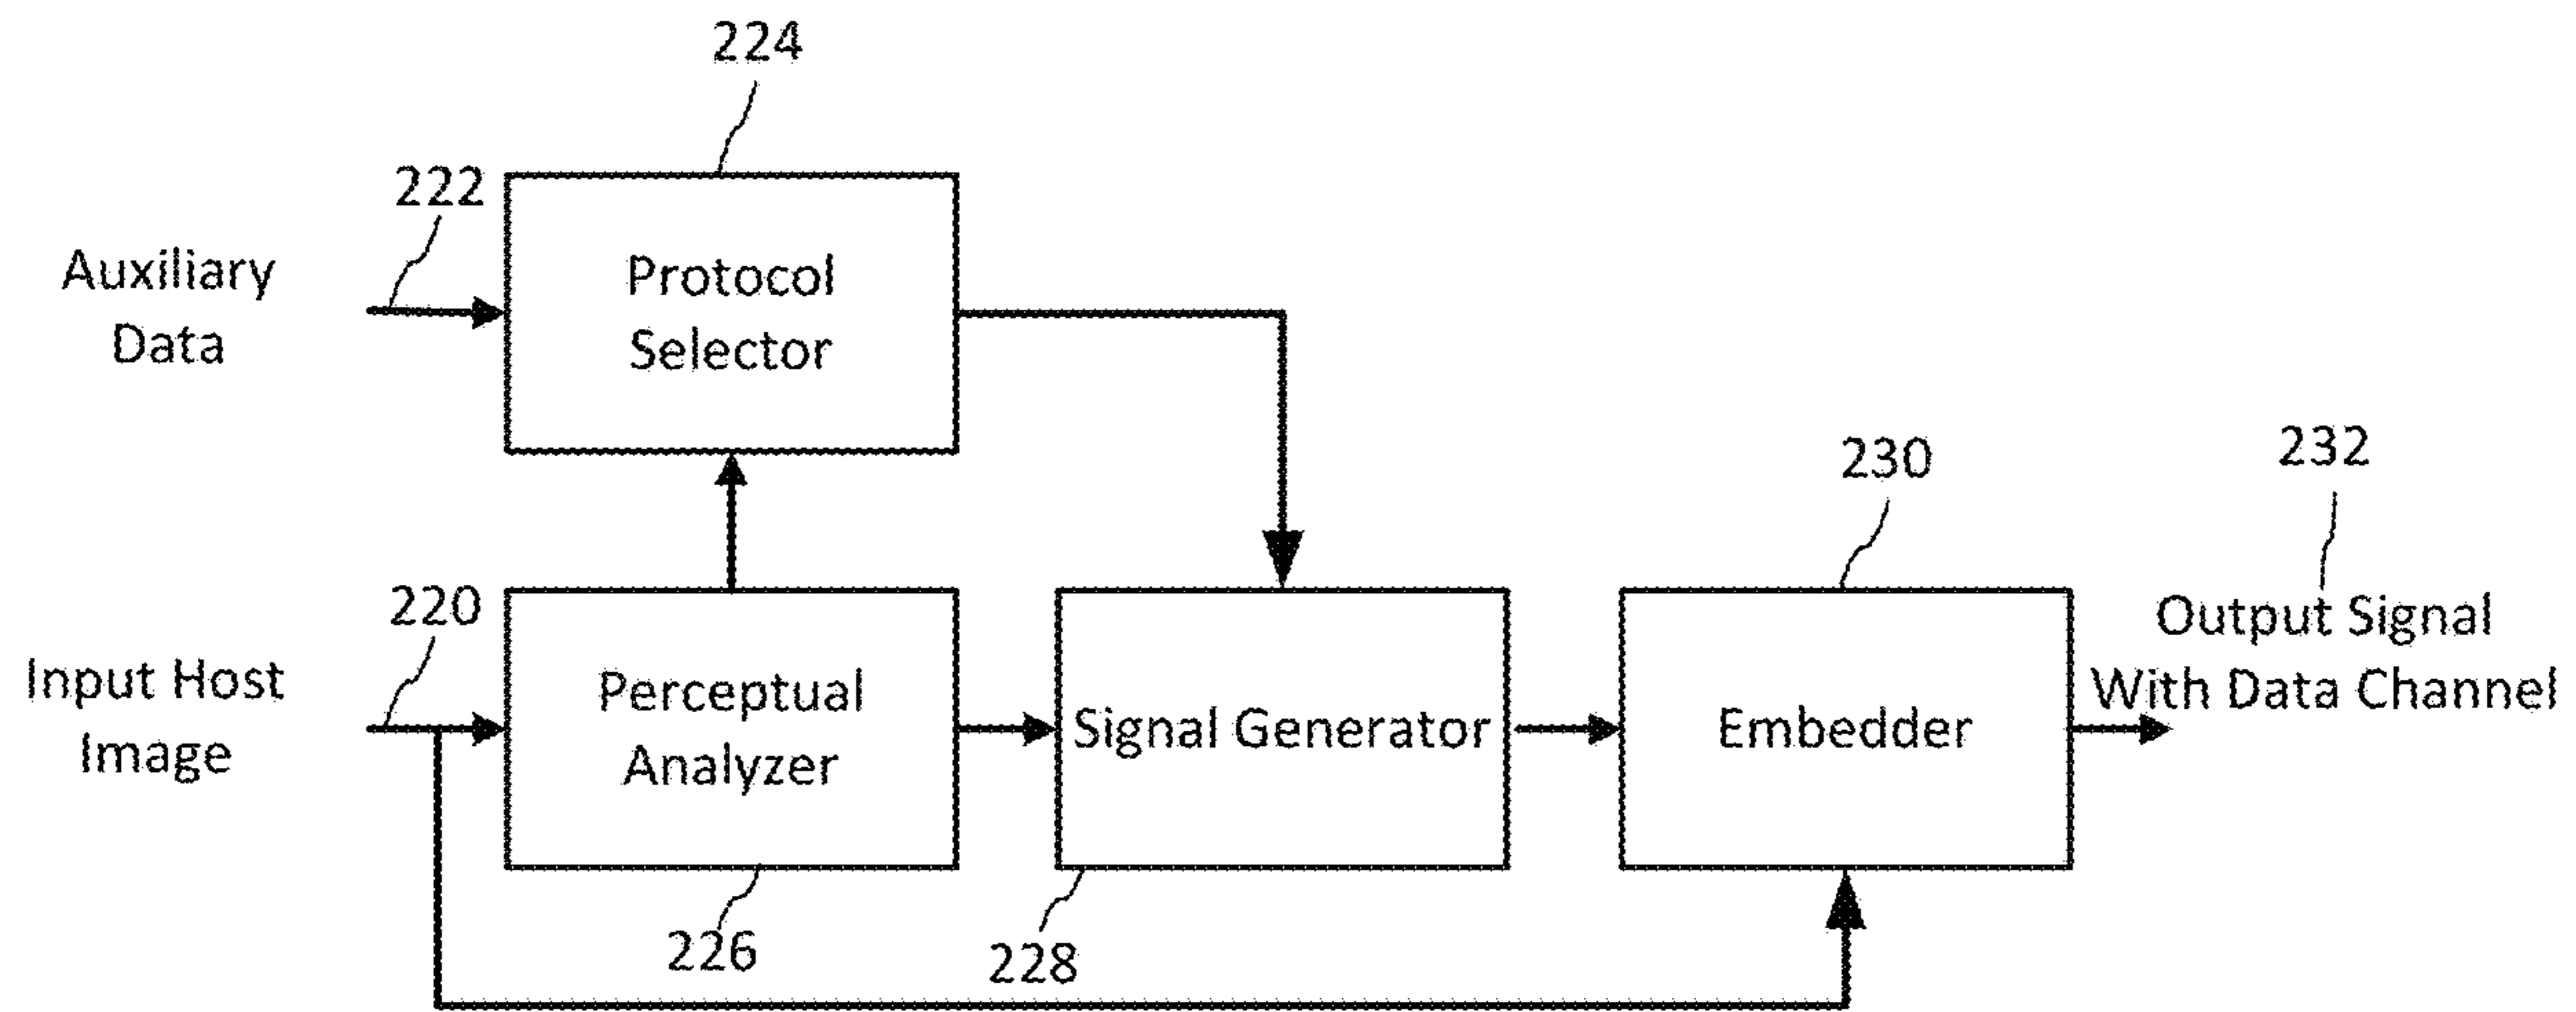 224
222
Auxiliary
Data
Protocol
Selector
230
232
220
Input Host
Image
Perceptual
Analyzer
Signal Generator
Embedder
Output Signal
With Data Channel
226
228